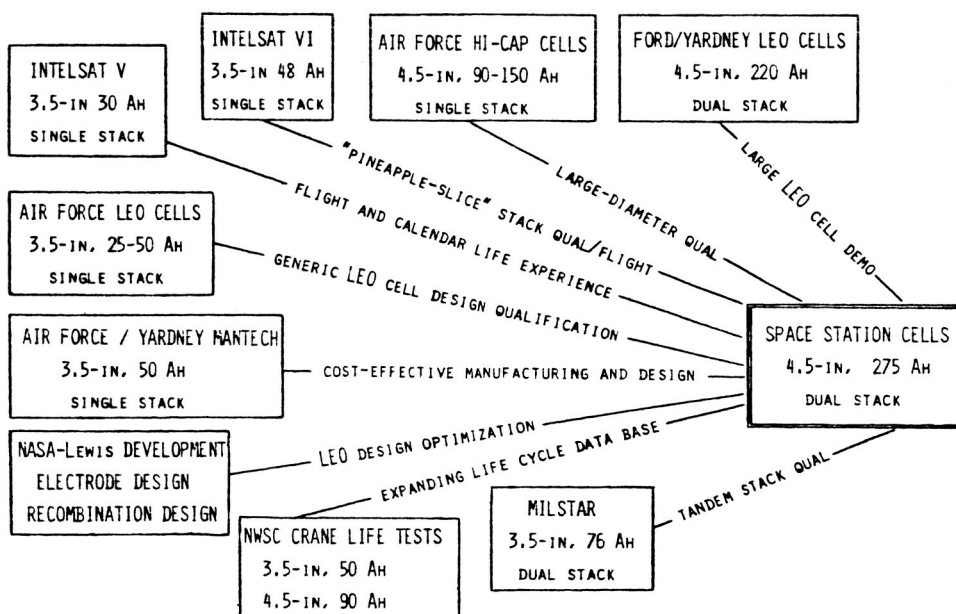 INTELSAT V
3.5-IN 30 AH
SINGLE STACK
INTELSAT VI
3.5-IN 48 AH
SINGLE STACK
AIR FORCE HI-CAP CELLS
4.5-IN, 90-150 AH
SINGLE STACK
FORD/YARDNEY LEO CELLS
4.5-IN, 220 AH
DUAL STACK
"PINEAPPLE-SLICE" STACK QUAL/FLIGHT
LARGE-DIAMETER QUAL
LARGE LEO CELL DEMO
FLIGHT AND CALENDAR LIFE EXPERIENCE
AIR FORCE LEO CELLS
3.5-IN, 25-50 AH
SINGLE STACK
GENERIC LEO CELL DESIGN QUALIFICATION
SPACE STATION CELLS
4.5-IN, 275 AH
DUAL STACK
AIR FORCE / YARDNEY MANTECH
3.5-IN, 50 AH
SINGLE STACK
COST-EFFECTIVE MANUFACTURING AND DESIGN
NASA-LEWIS DEVELOPMENT
ELECTRODE DESIGN
RECOMBINATION DESIGN
LEO DESIGN OPTIMIZATION
EXPANDING LIFE CYCLE DATA BASE
TANDEM STACK QUAL
NWSC CRANE LIFE TESTS
3.5-IN, 50 AH
4.5-IN, 90 AH
MILSTAR
3.5-IN, 76 AH
DUAL STACK